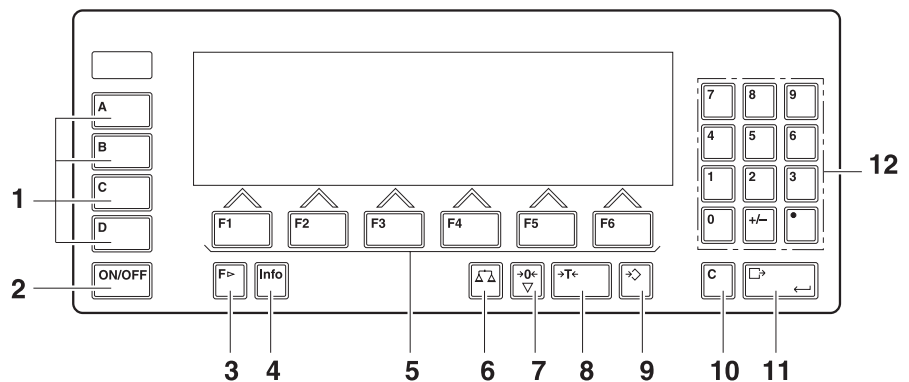 A
7 8 9
B
4 5 6
1
C
1 2 3
12
D
F1 F2 F3 F4 F5 F6
0 +/– •
2
ON/OFF
F▹ Info →0← →T← C
3 4 5 6 7 8 9 10 11